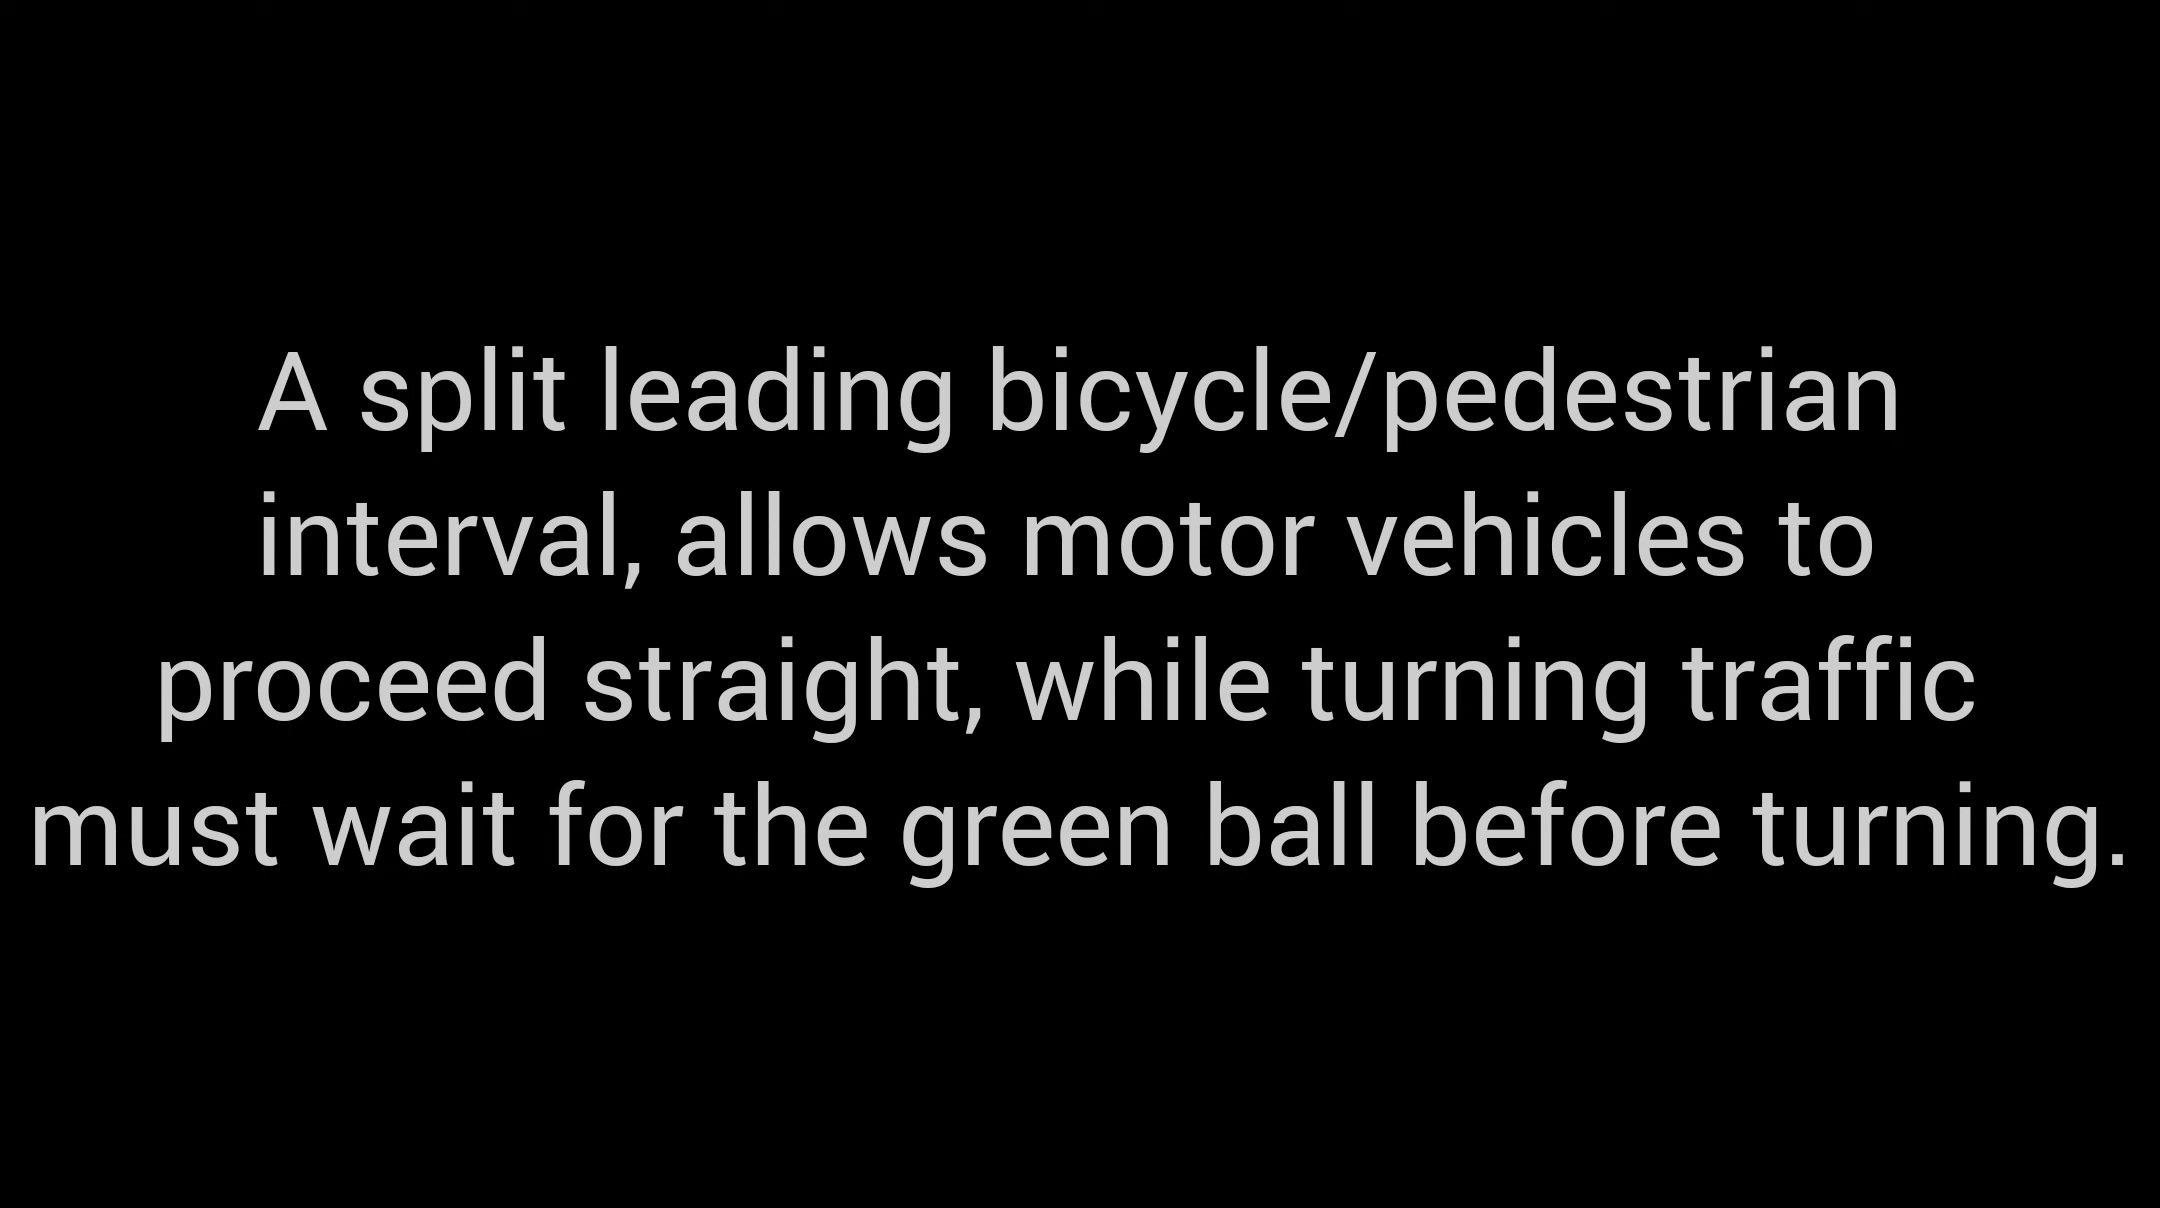 A split leading bicycle/pedestrian
interval, allows motor vehicles to
proceed straight, while turning traffic
must wait for the green ball before turning.